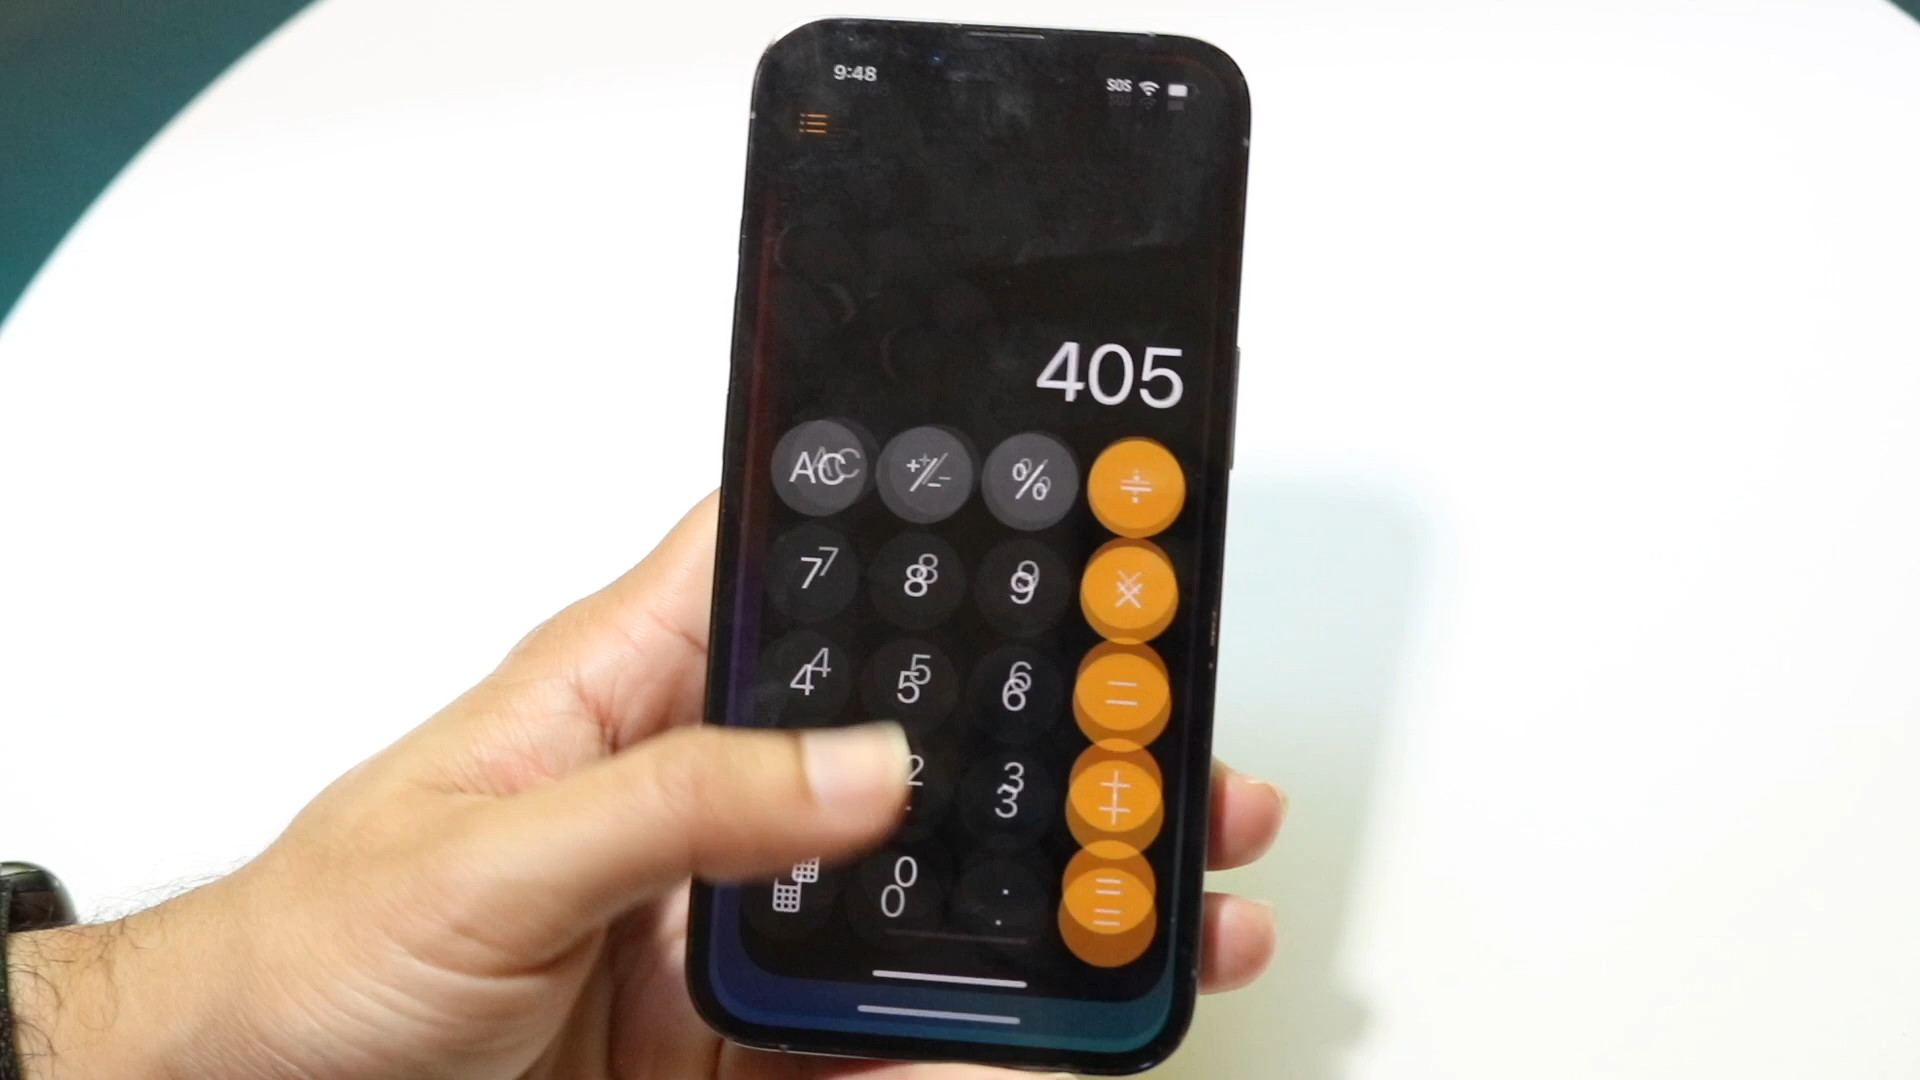 9:48 SOS
405
AC +/− % ÷
7 8 9 ×
4 5 6 −
2 3 +
0 . =